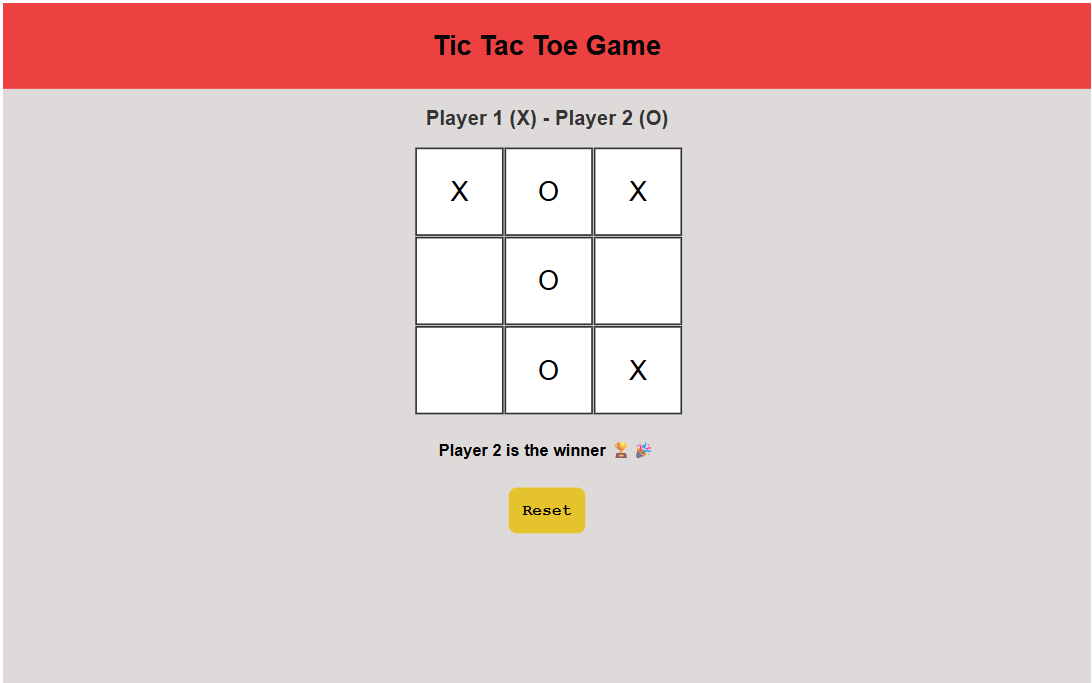 Tic Tac Toe Game
Player 1 (X) - Player 2 (O)
X O X
O
O X
Player 2 is the winner 🏆 🎉
Reset